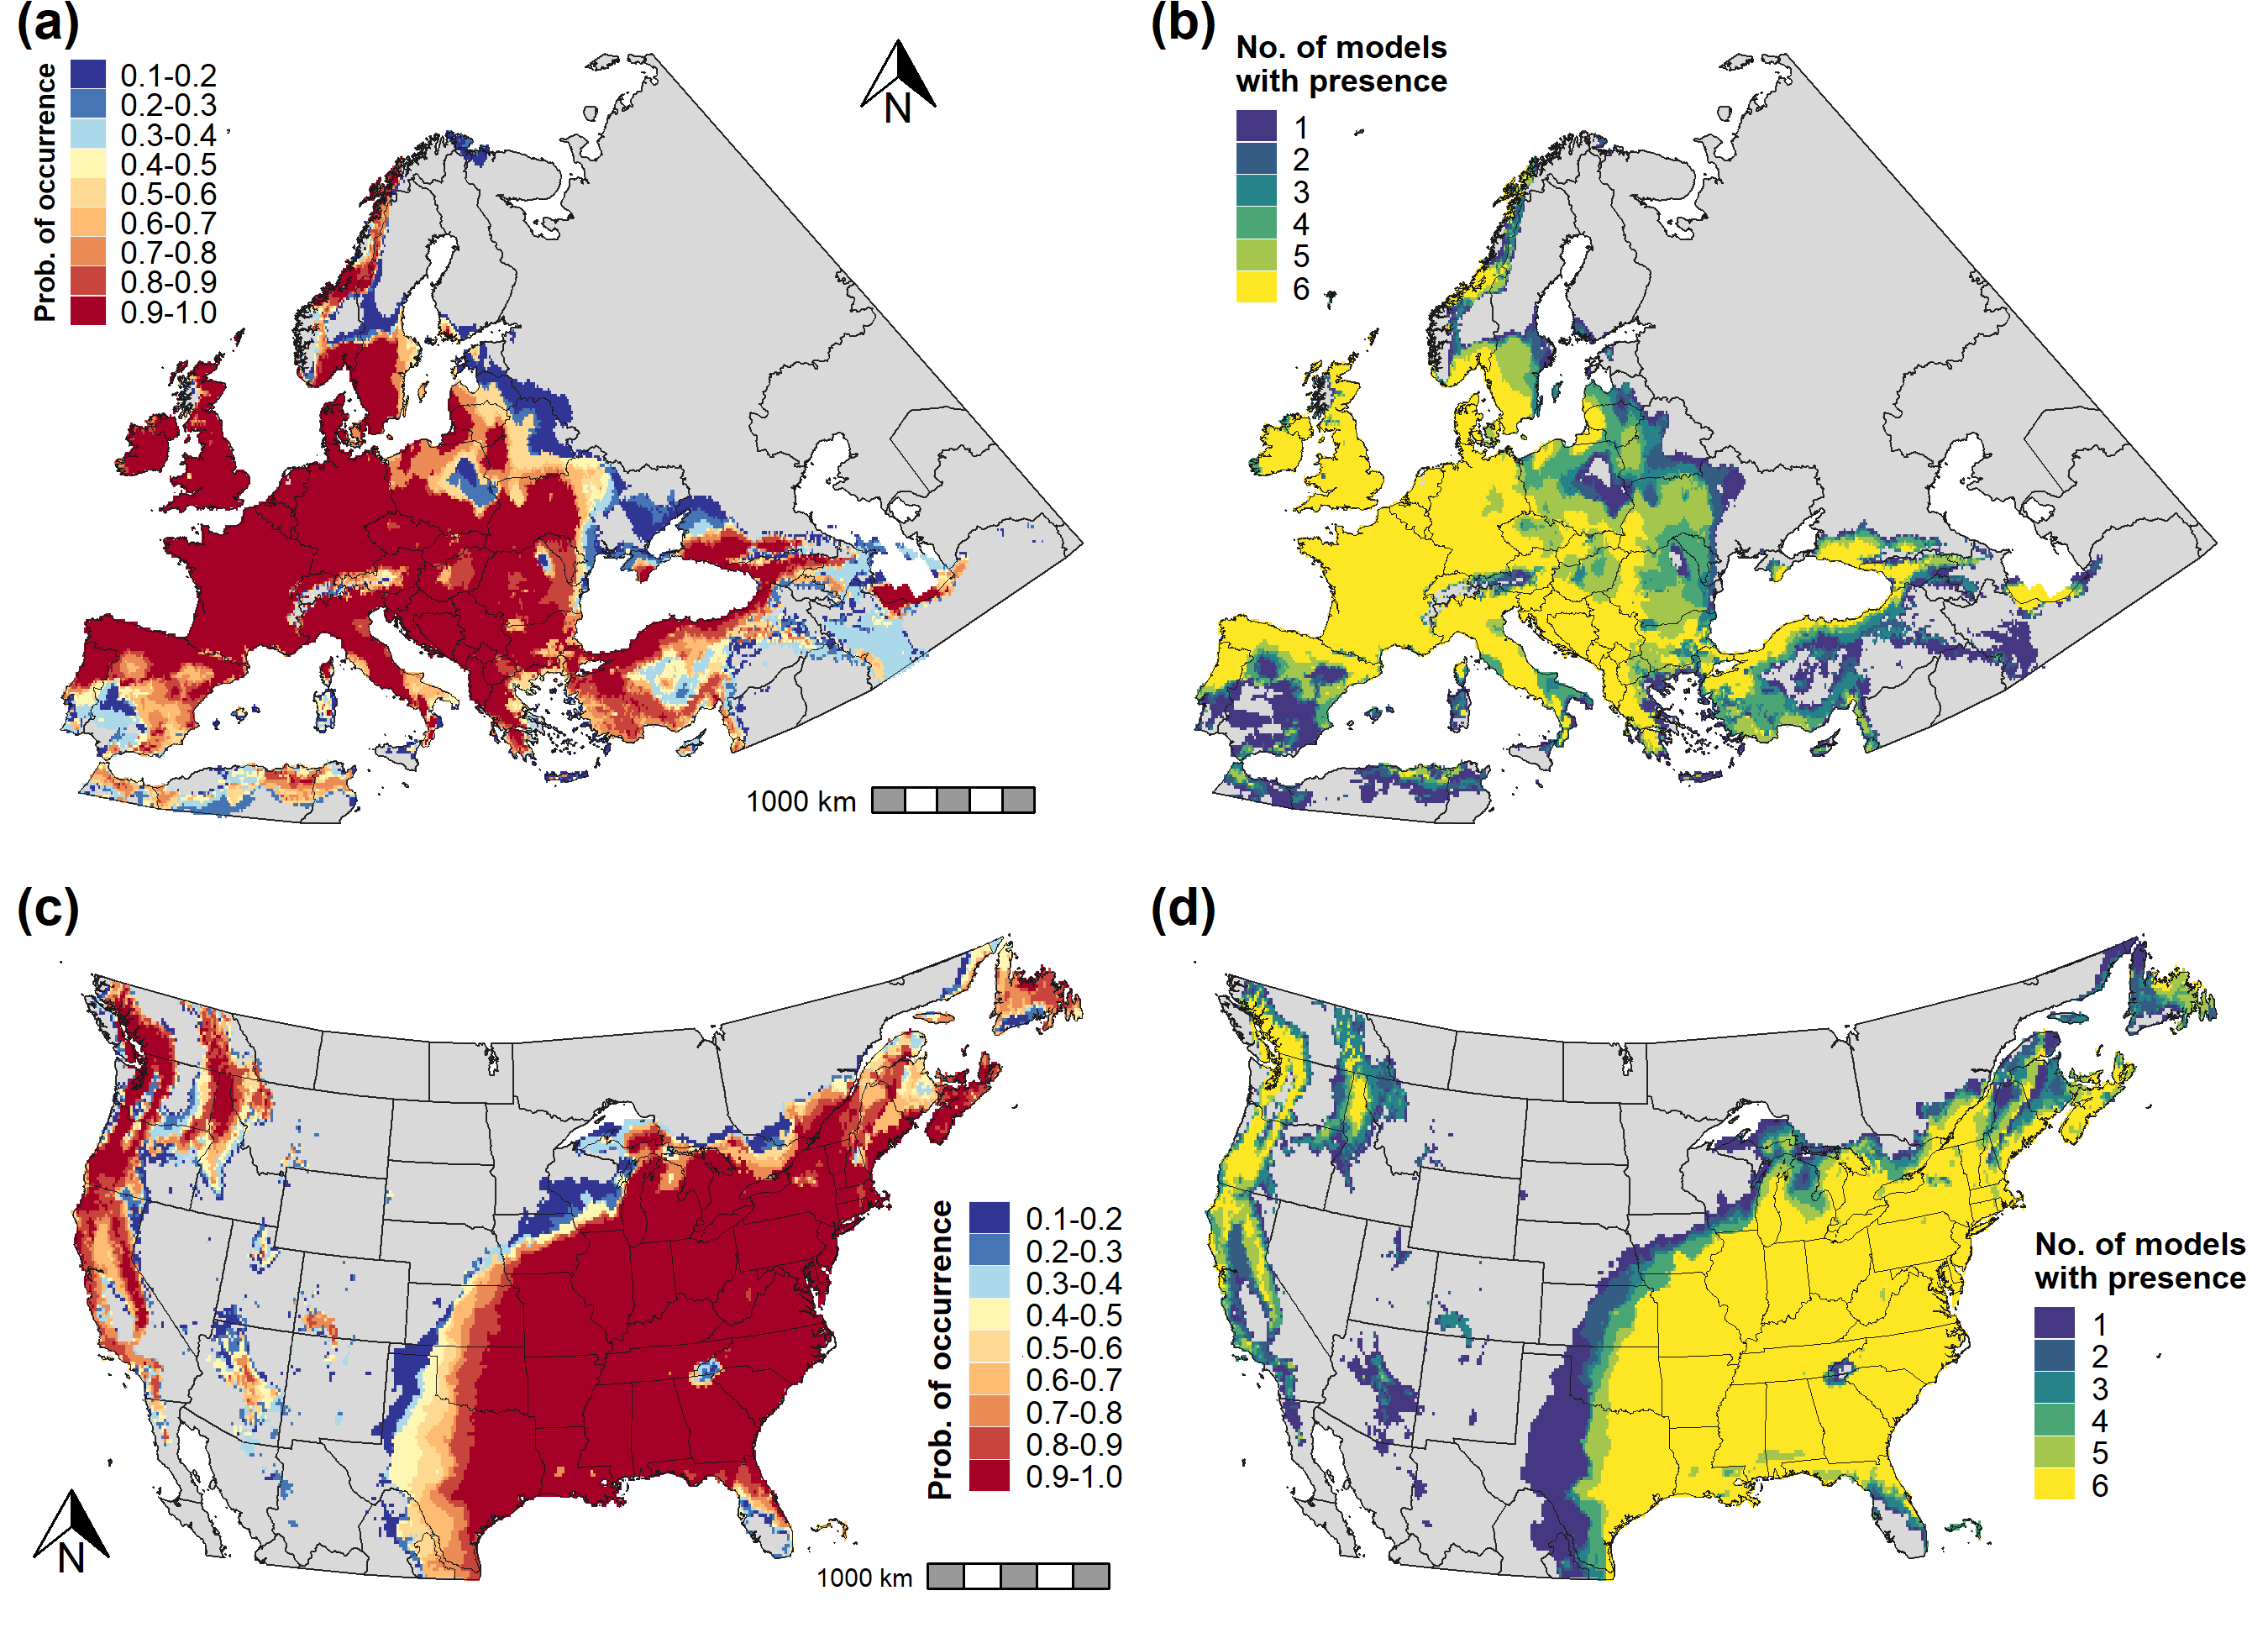 (a)
Prob. of occurrence
0.1-0.2
0.2-0.3
0.3-0.4
0.4-0.5
0.5-0.6
0.6-0.7
0.7-0.8
0.8-0.9
0.9-1.0
N
1000 km
(b)
No. of models
with presence
1
2
3
4
5
6
(c)
Prob. of occurrence
0.1-0.2
0.2-0.3
0.3-0.4
0.4-0.5
0.5-0.6
0.6-0.7
0.7-0.8
0.8-0.9
0.9-1.0
N
1000 km
(d)
No. of models
with presence
1
2
3
4
5
6